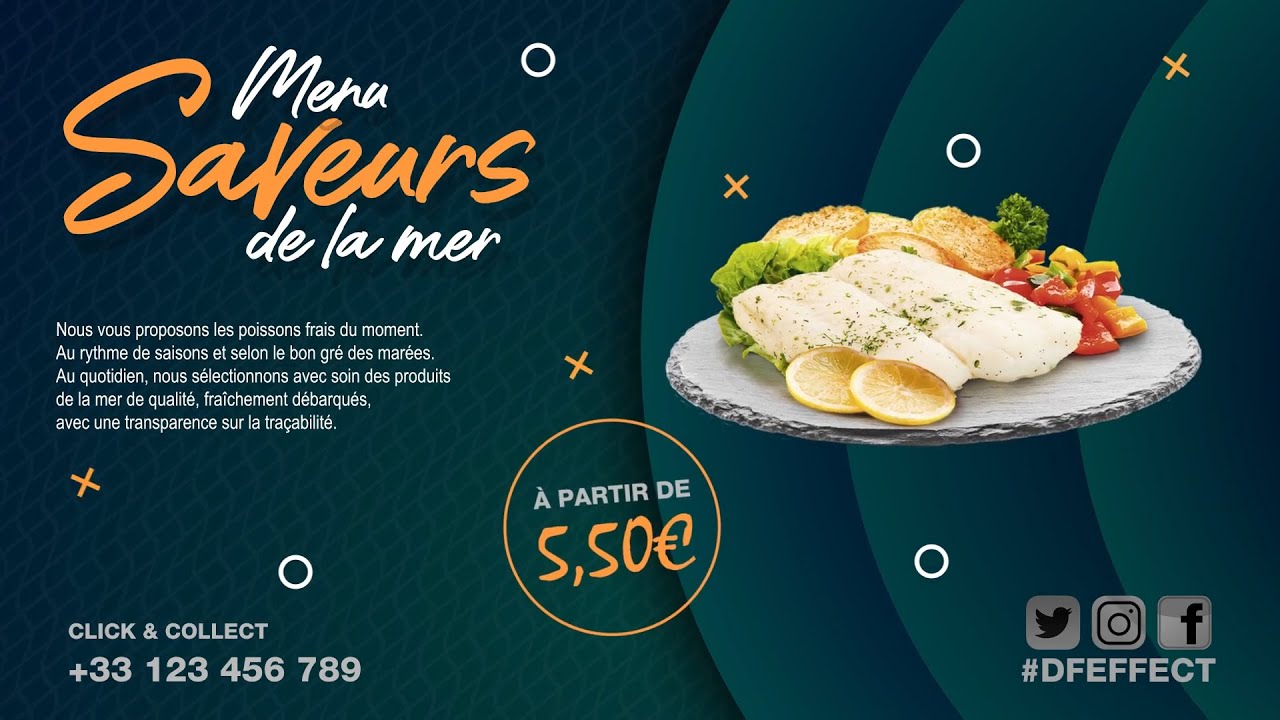 Menu
Saveurs
de la mer
Nous vous proposons les poissons frais du moment.
Au rythme de saisons et selon le bon gré des marées.
Au quotidien, nous sélectionnons avec soin des produits
de la mer de qualité, fraîchement débarqués,
avec une transparence sur la traçabilité.
À PARTIR DE
5,50€
CLICK & COLLECT
+33 123 456 789
#DFEFFECT